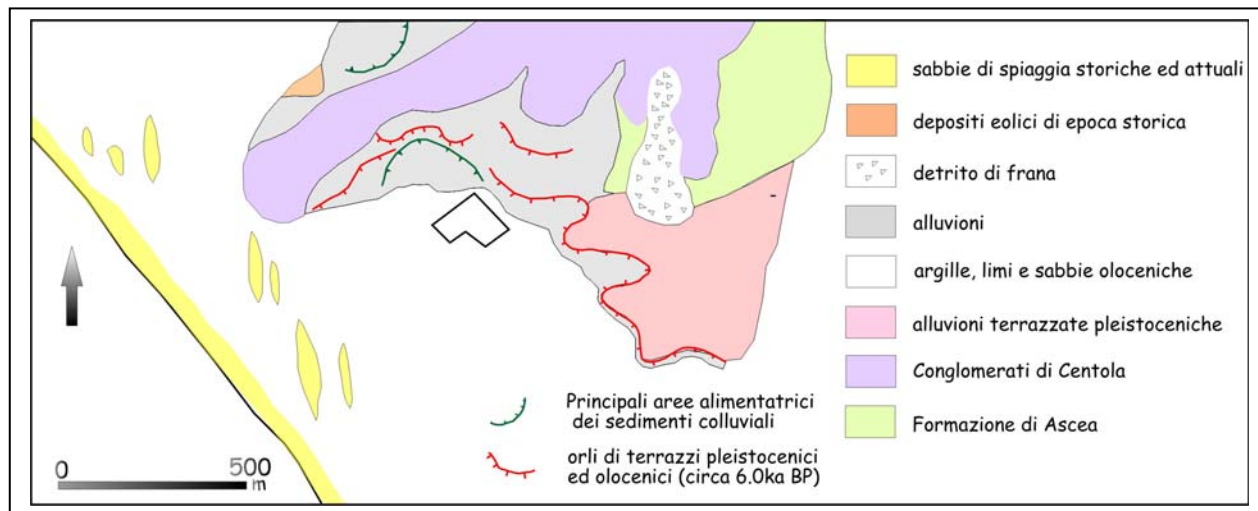 sabbie di spiaggia storiche ed attuali
depositi eolici di epoca storica
detrito di frana
alluvioni
argille, limi e sabbie oloceniche
alluvioni terrazzate pleistoceniche
Conglomerati di Centola
Formazione di Ascea
Principali aree alimentatrici
dei sedimenti colluviali
orli di terrazzi pleistocenici
ed olocenici (circa 6.0ka BP)
0 500
m